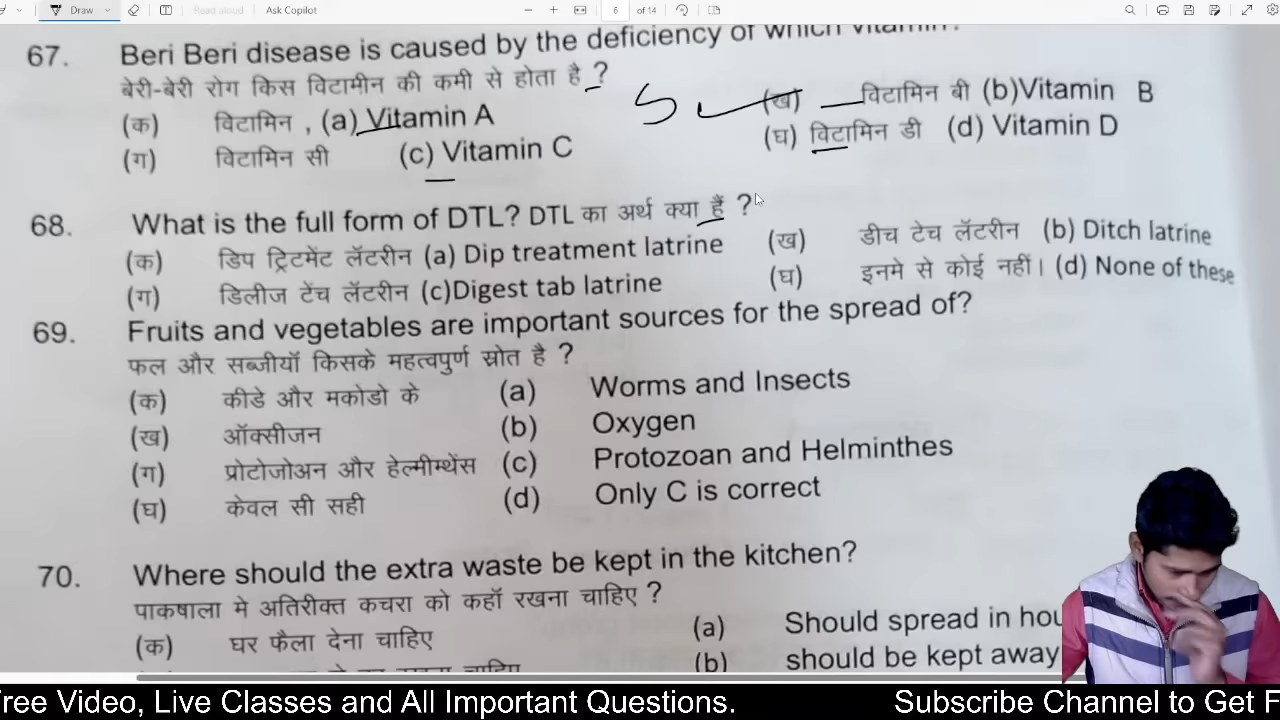 Draw
Read aloud
Ask Copilot
6 of 14
67. Beri Beri disease is caused by the deficiency of which vitamin?
बेरी-बेरी रोग किस विटामीन की कमी से होता है ?
(क) विटामिन , (a) Vitamin A (ख) विटामिन बी (b)Vitamin B
(ग) विटामिन सी (c) Vitamin C (घ) विटामिन डी (d) Vitamin D
68. What is the full form of DTL? DTL का अर्थ क्या हैं ?
(क) डिप ट्रिटमेंट लॅटरीन (a) Dip treatment latrine (ख) डीच टेच लॅटरीन (b) Ditch latrine
(ग) डिलीज टेंच लॅटरीन (c)Digest tab latrine (घ) इनमे से कोई नहीं। (d) None of these
69. Fruits and vegetables are important sources for the spread of?
फल और सब्जीयॉ किसके महत्वपुर्ण स्रोत है ?
(क) कीडे और मकोडो के (a) Worms and Insects
(ख) ऑक्सीजन (b) Oxygen
(ग) प्रोटोजोअन और हेल्मीम्थेंस (c) Protozoan and Helminthes
(घ) केवल सी सही (d) Only C is correct
70. Where should the extra waste be kept in the kitchen?
पाकषाला मे अतिरीक्त कचरा को कहॉ रखना चाहिए ?
(क) घर फैला देना चाहिए (a) Should spread in hou
(b) should be kept away
ree Video, Live Classes and All Important Questions. Subscribe Channel to Get F